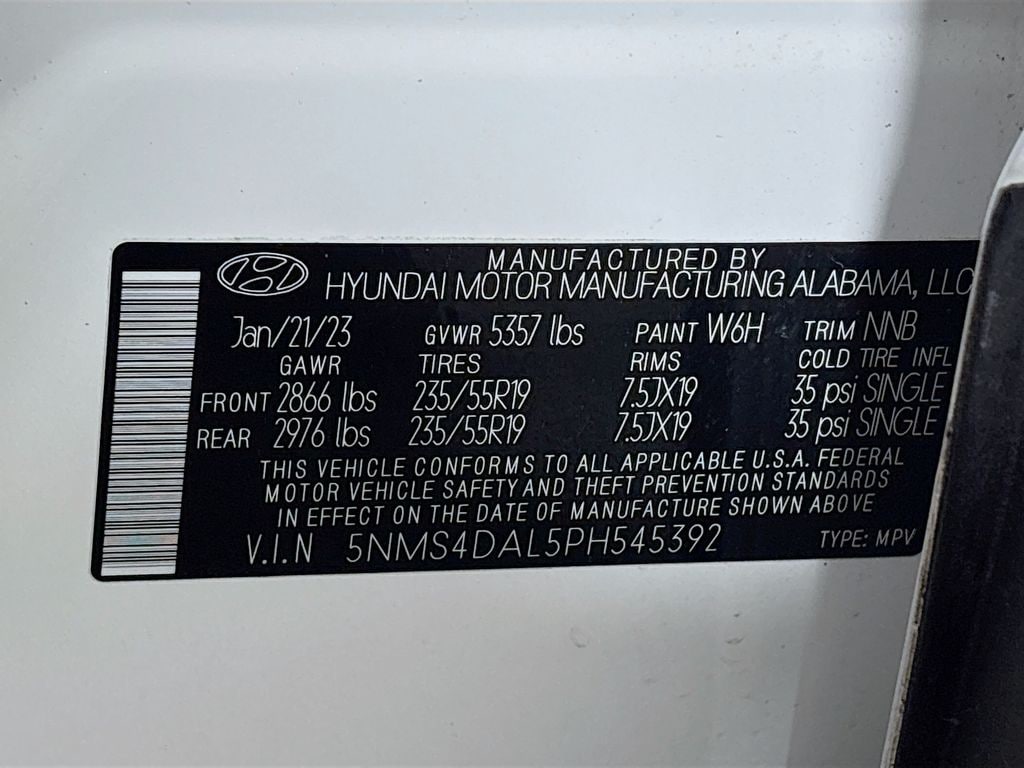 MANUFACTURED BY
HYUNDAI MOTOR MANUFACTURING ALABAMA, LLC
Jan/21/23 GVWR 5357 lbs PAINT W6H TRIM NNB
GAWR TIRES RIMS COLD TIRE INFL
FRONT 2866 lbs 235/55R19 7.5JX19 35 psi SINGLE
REAR 2976 lbs 235/55R19 7.5JX19 35 psi SINGLE
THIS VEHICLE CONFORMS TO ALL APPLICABLE U.S.A. FEDERAL
MOTOR VEHICLE SAFETY AND THEFT PREVENTION STANDARDS
IN EFFECT ON THE DATE OF MANUFACTURE SHOWN ABOVE
V.I.N 5NMS4DAL5PH545392 TYPE: MPV